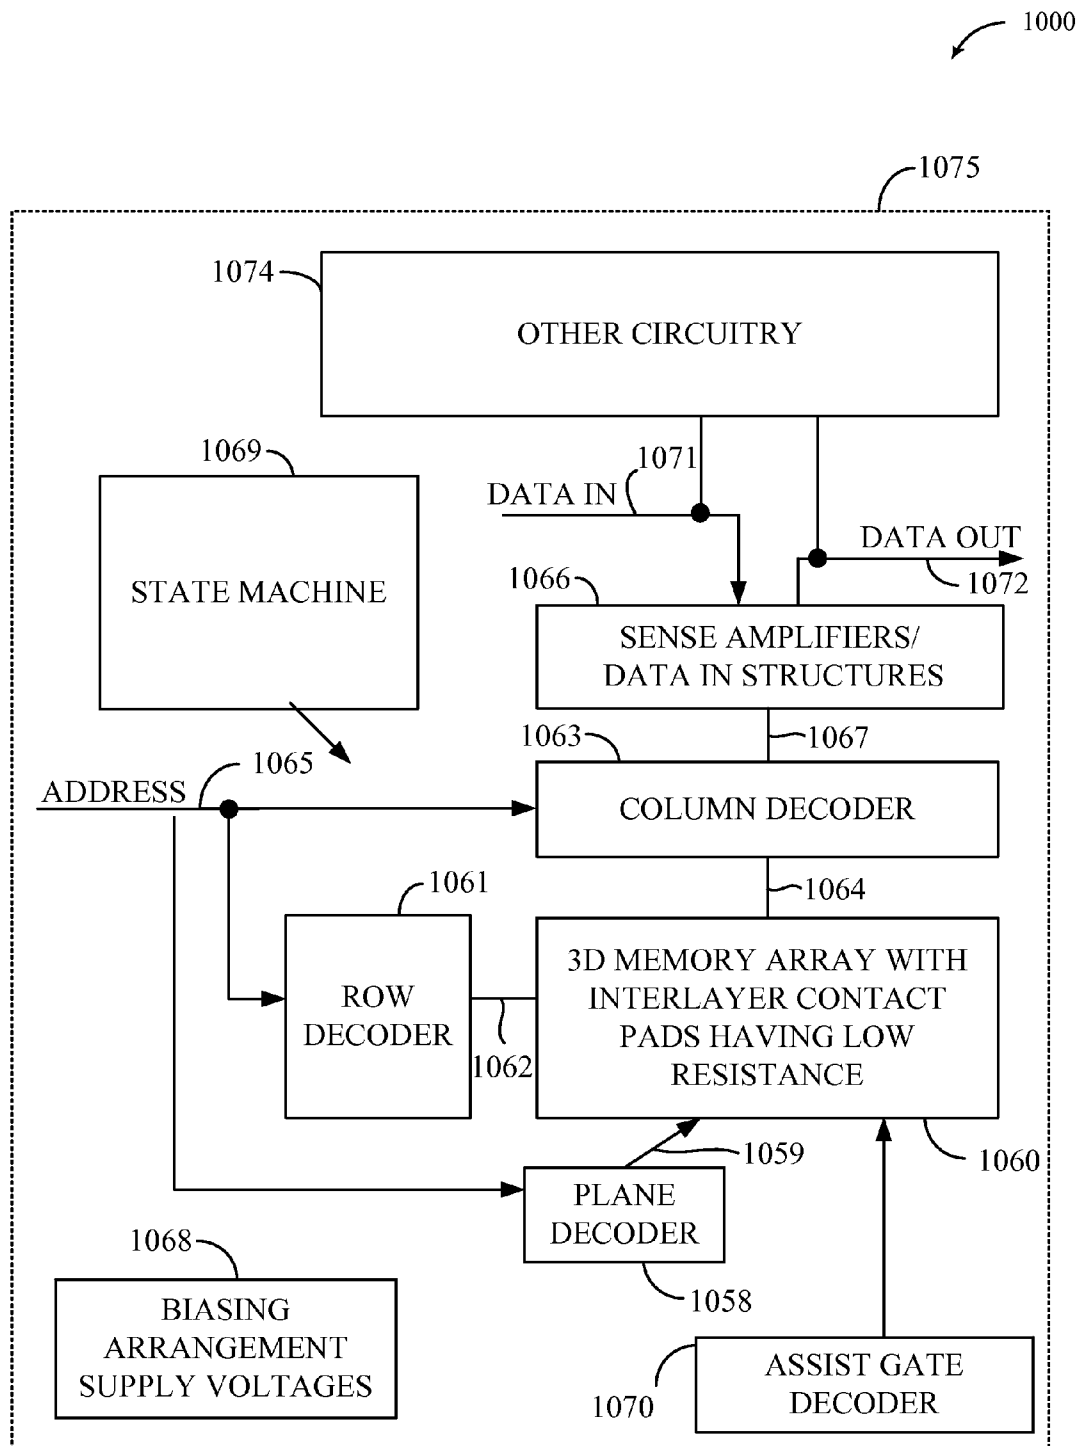 1000
1075
1074
OTHER CIRCUITRY
1069
1071
DATA IN
DATA OUT
STATE MACHINE
1066
1072
SENSE AMPLIFIERS/
DATA IN STRUCTURES
1063
1067
1065
ADDRESS
COLUMN DECODER
1061
1064
3D MEMORY ARRAY WITH
INTERLAYER CONTACT
PADS HAVING LOW
RESISTANCE
ROW
DECODER
1062
1059
1060
PLANE
DECODER
1068
1058
BIASING
ARRANGEMENT
SUPPLY VOLTAGES
ASSIST GATE
DECODER
1070